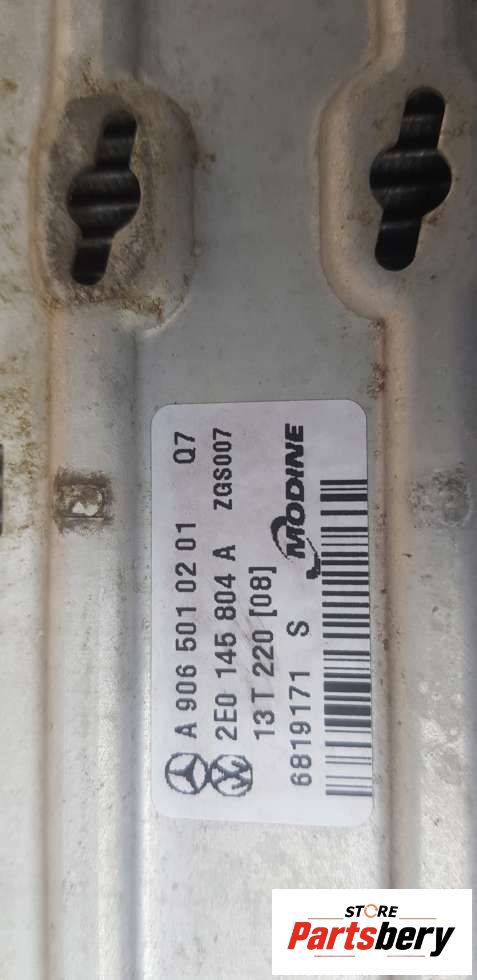 A 906 501 02 01 Q7
2E0 145 804 A ZGS007
13 T 220 [08]
MODINE
6819171 S
STORE
Partsbery